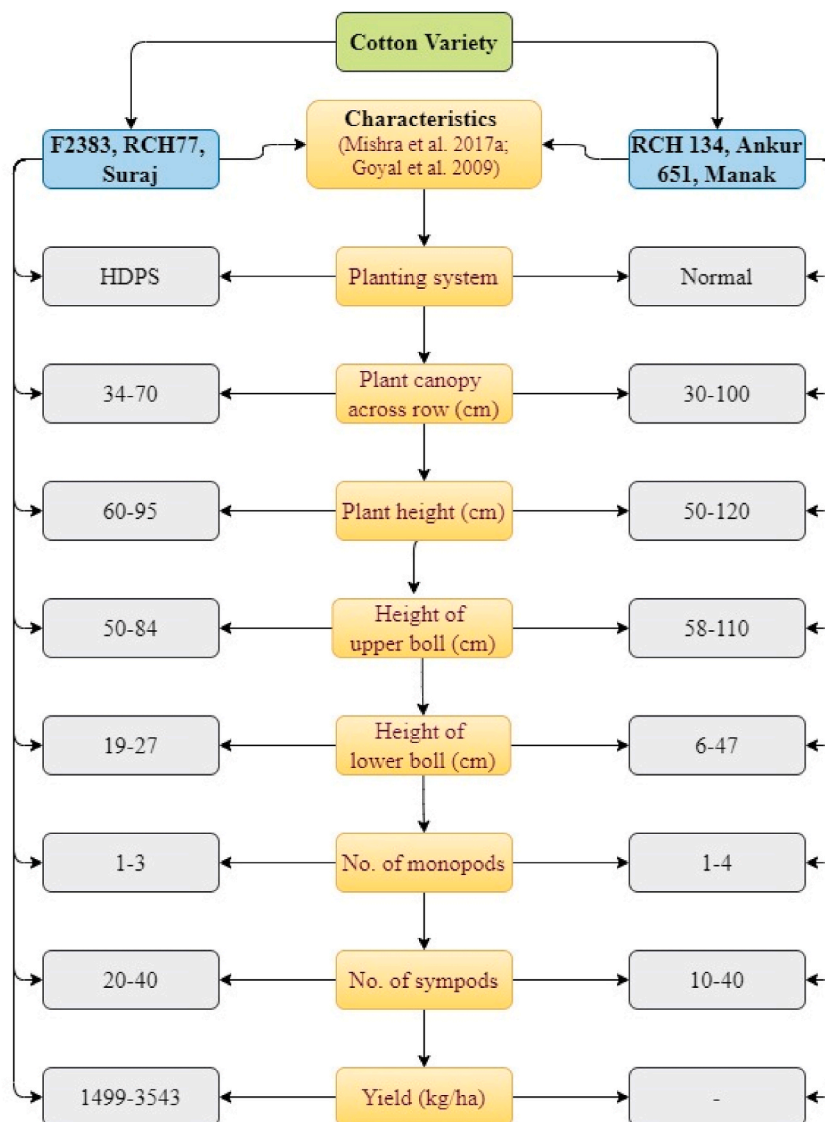 Cotton Variety
F2383, RCH77,
Suraj
Characteristics
(Mishra et al. 2017a;
Goyal et al. 2009)
RCH 134, Ankur
651, Manak
HDPS
Planting system
Normal
34-70
Plant canopy
across row (cm)
30-100
60-95
Plant height (cm)
50-120
50-84
Height of
upper boll (cm)
58-110
19-27
Height of
lower boll (cm)
6-47
1-3
No. of monopods
1-4
20-40
No. of sympods
10-40
1499-3543
Yield (kg/ha)
-